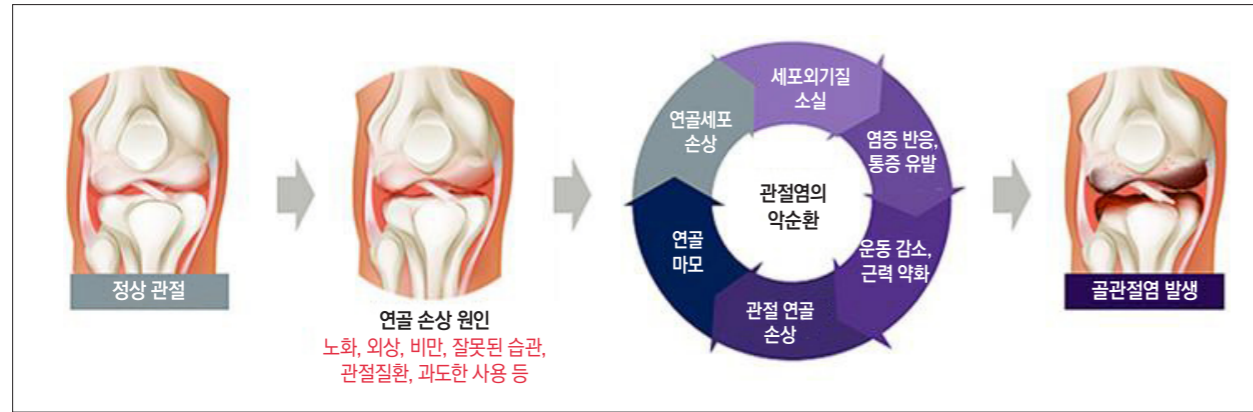 정상 관절
연골 손상 원인
노화, 외상, 비만, 잘못된 습관,
관절질환, 과도한 사용 등
관절염의
악순환
세포외기질
소실
염증 반응,
통증 유발
운동 감소,
근력 약화
관절 연골
손상
연골
마모
연골세포
손상
골관절염 발생